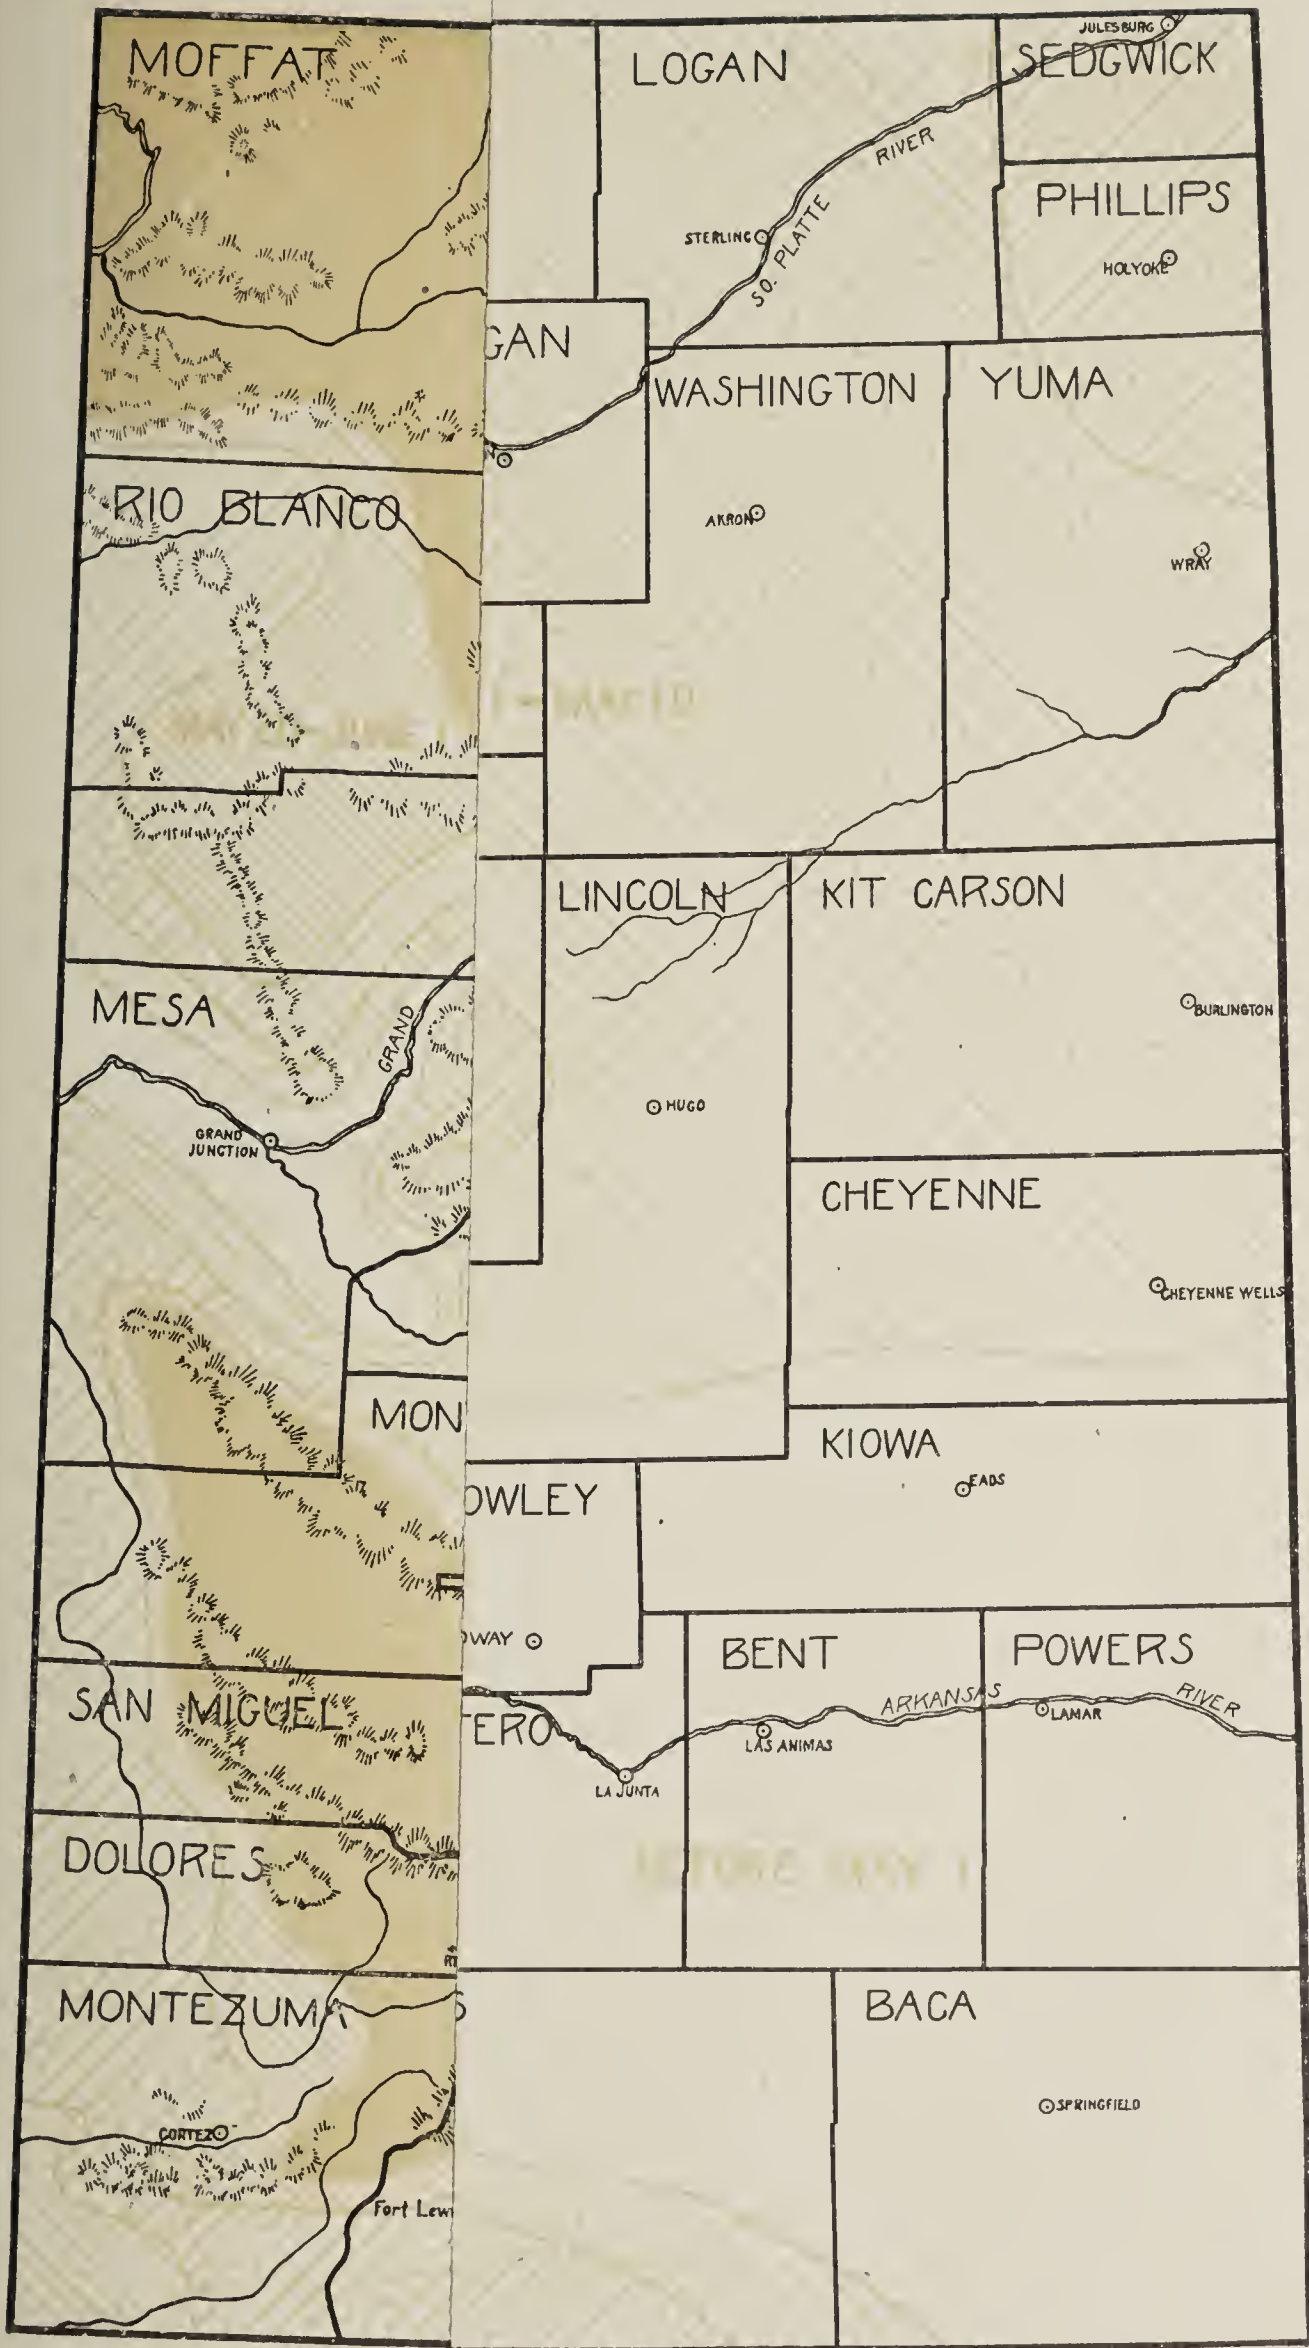 MOFFAT
LOGAN
JULESBURG
SEDGWICK
RIVER
SO. PLATTE
STERLING
PHILLIPS
HOLYOKE
GAN
WASHINGTON
YUMA
N
AKRON
WRAY
RIO BLANCO
LINCOLN
KIT CARSON
BURLINGTON
HUGO
MESA
GRAND
GRAND
JUNCTION
CHEYENNE
CHEYENNE WELLS
MON
KIOWA
EADS
OWLEY
DWAY
BENT
POWERS
ARKANSAS
RIVER
LAMAR
LAS ANIMAS
TERO
LA JUNTA
SAN MIGUEL
DOLORES
MONTEZUMA
S
BACA
SPRINGFIELD
CORTEZ
Fort Lew